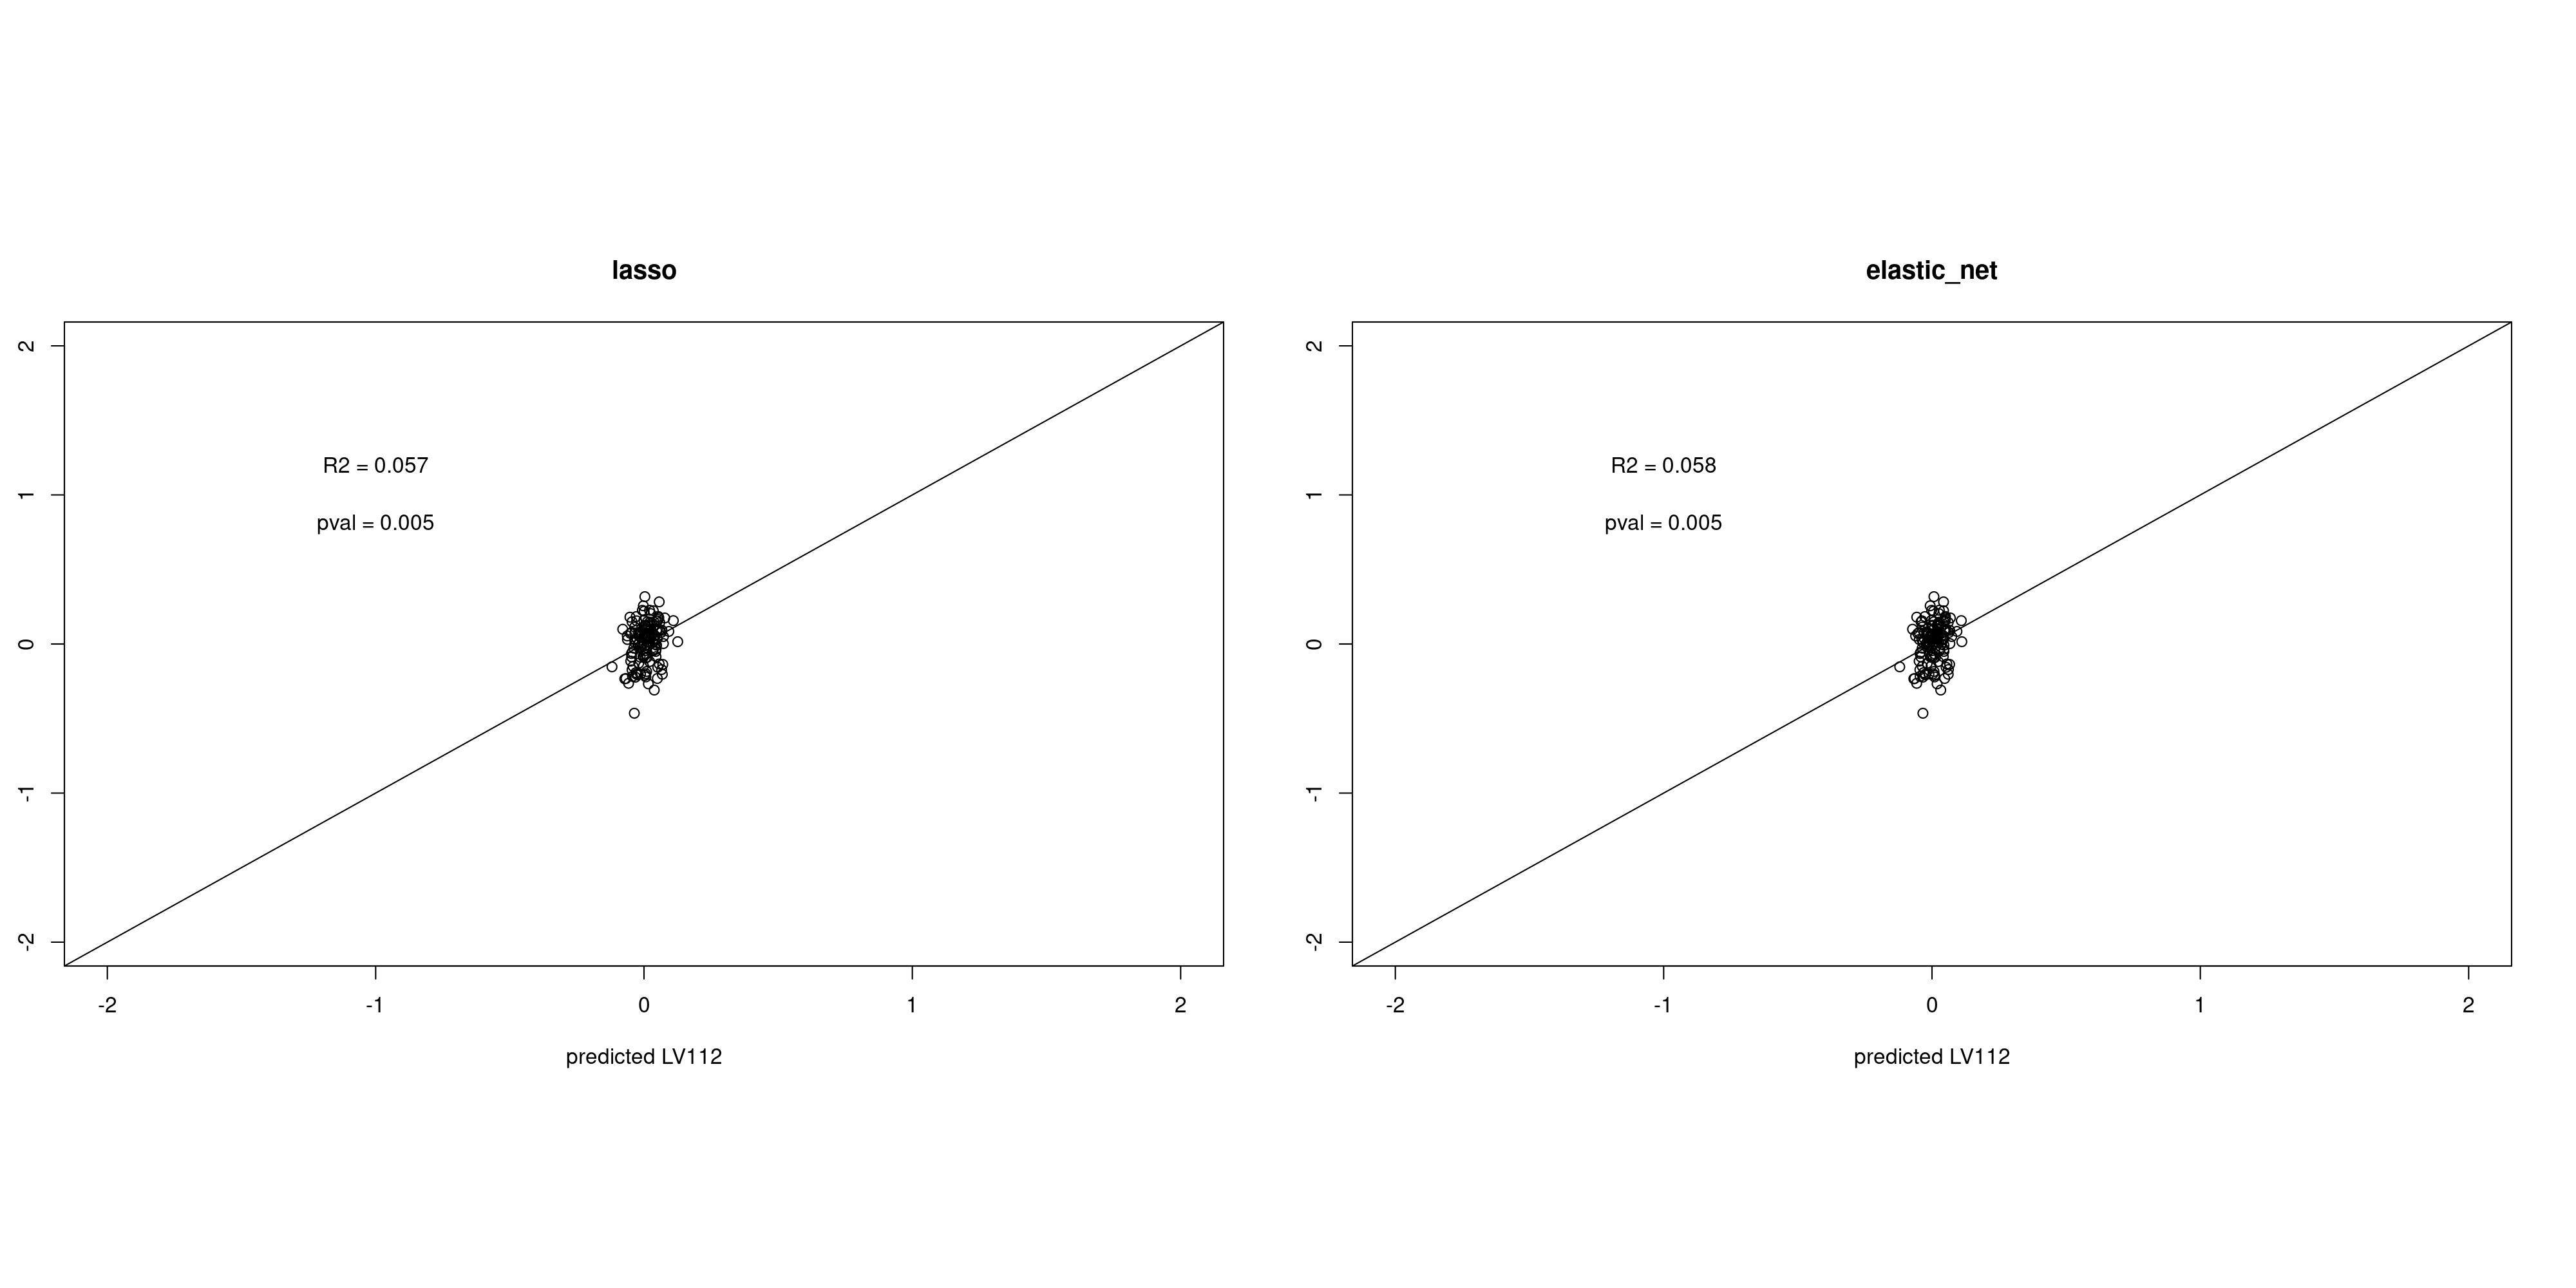 lasso
R2 = 0.057
pval = 0.005
2
1
0
-1
-2
-2 -1 0 1 2
predicted LV112
elastic_net
R2 = 0.058
pval = 0.005
2
1
0
-1
-2
-2 -1 0 1 2
predicted LV112